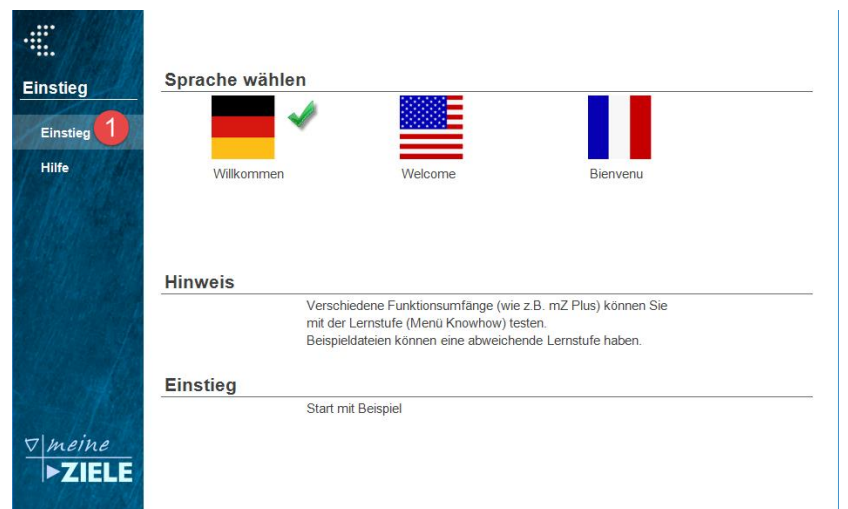 Einstieg
Einstieg 1
Hilfe
Sprache wählen
Willkommen Welcome Bienvenu
Hinweis
Verschiedene Funktionsumfänge (wie z.B. mZ Plus) können Sie
mit der Lernstufe (Menü Knowhow) testen.
Beispieldateien können eine abweichende Lernstufe haben.
Einstieg
Start mit Beispiel
meine
ZIELE